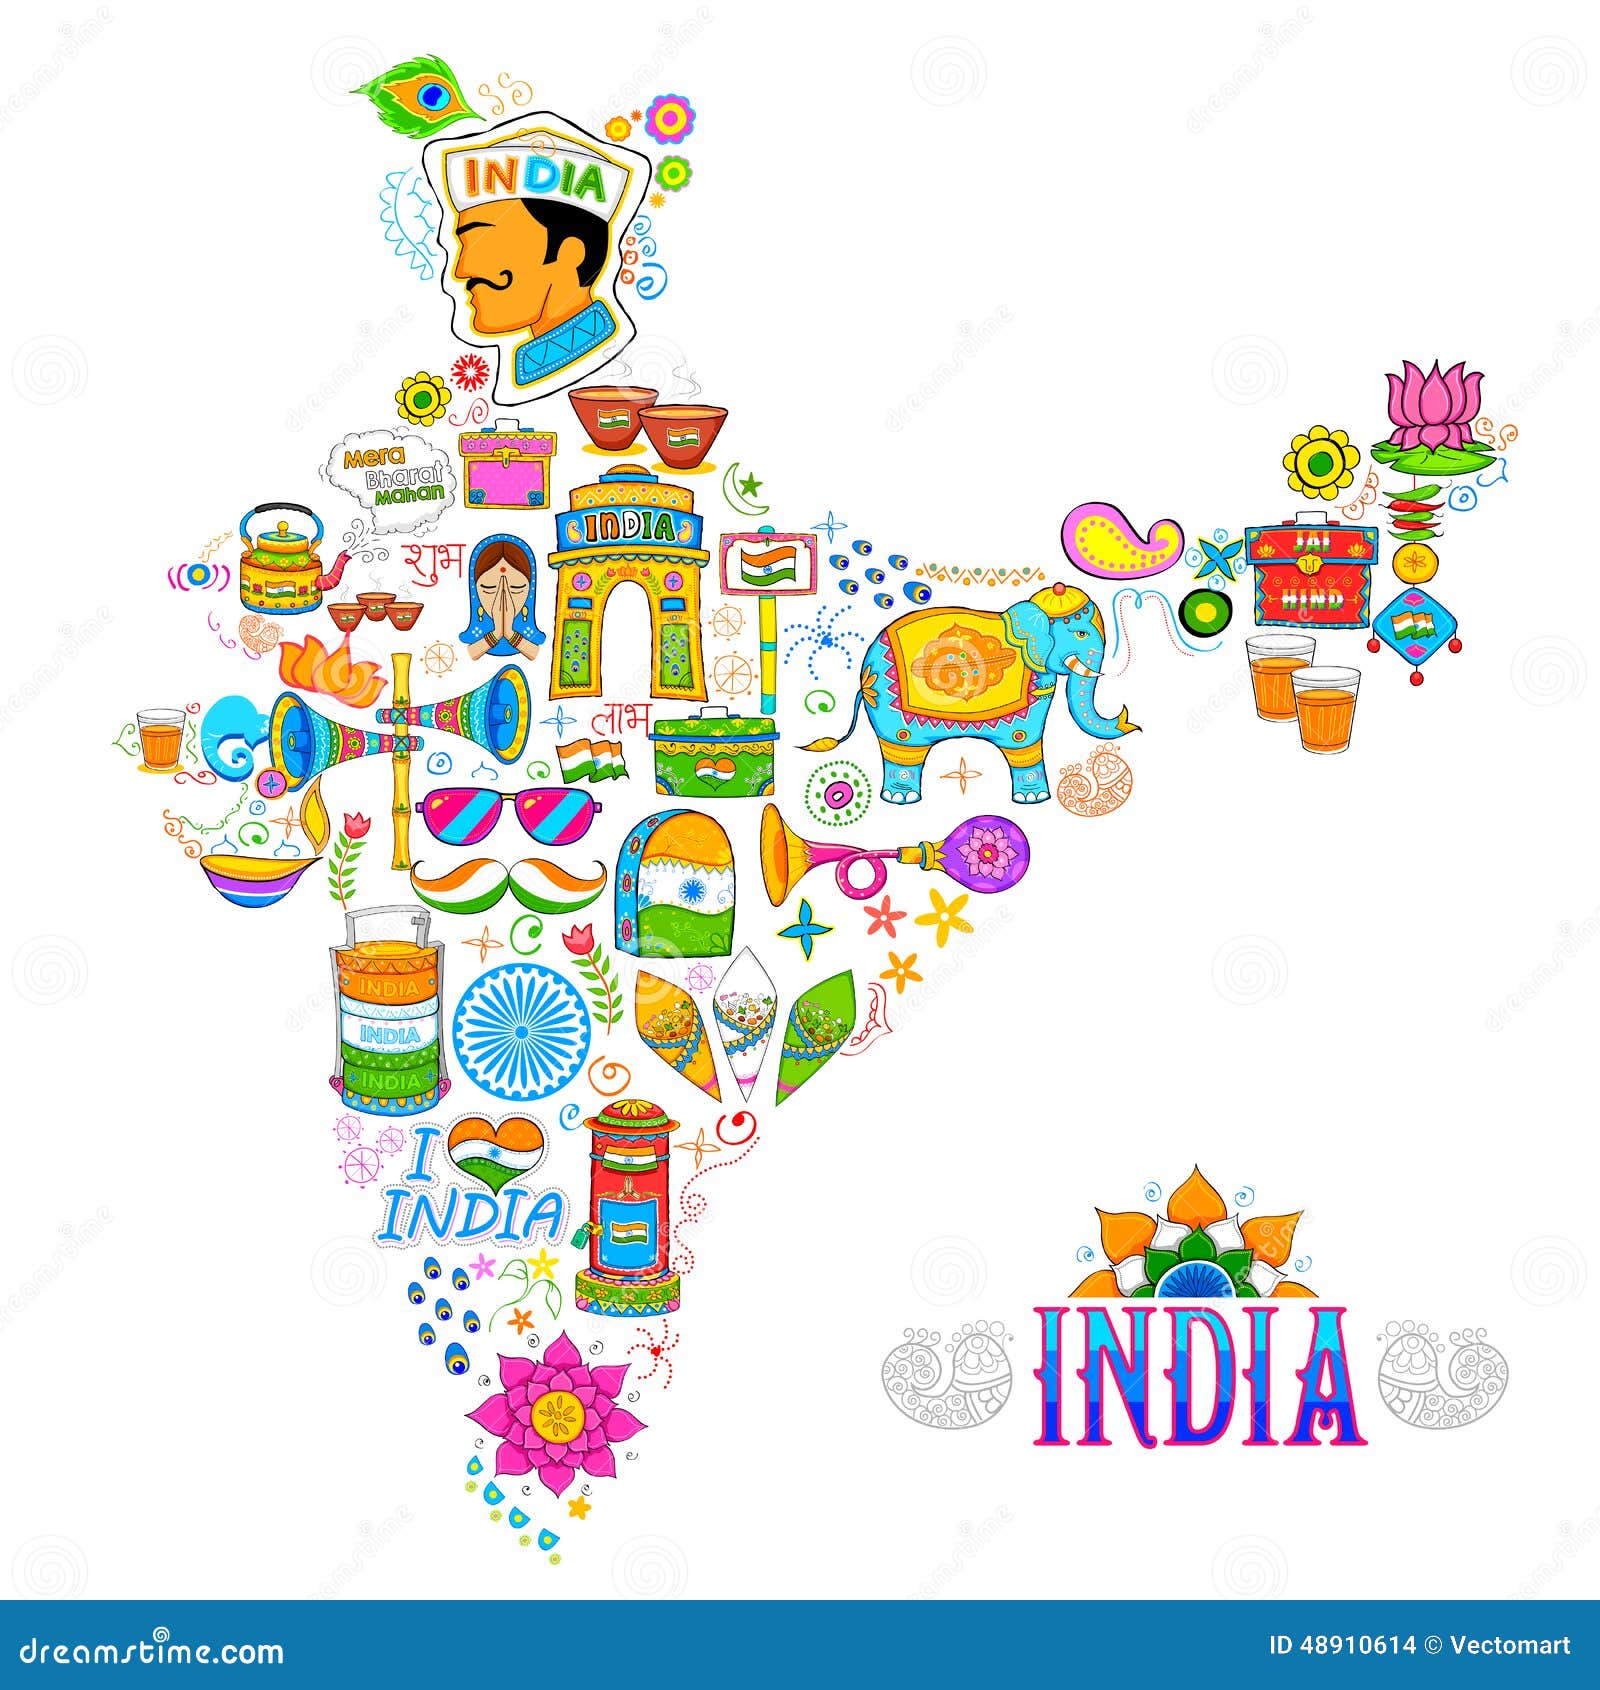 INDIA
Mera
Bharat
Mahan
शुभ
INDIA
JAI
HIND
लाभ
INDIA
INDIA
INDIA
I
INDIA
INDIA
dreamstime.com
ID 48910614 © Vectomart